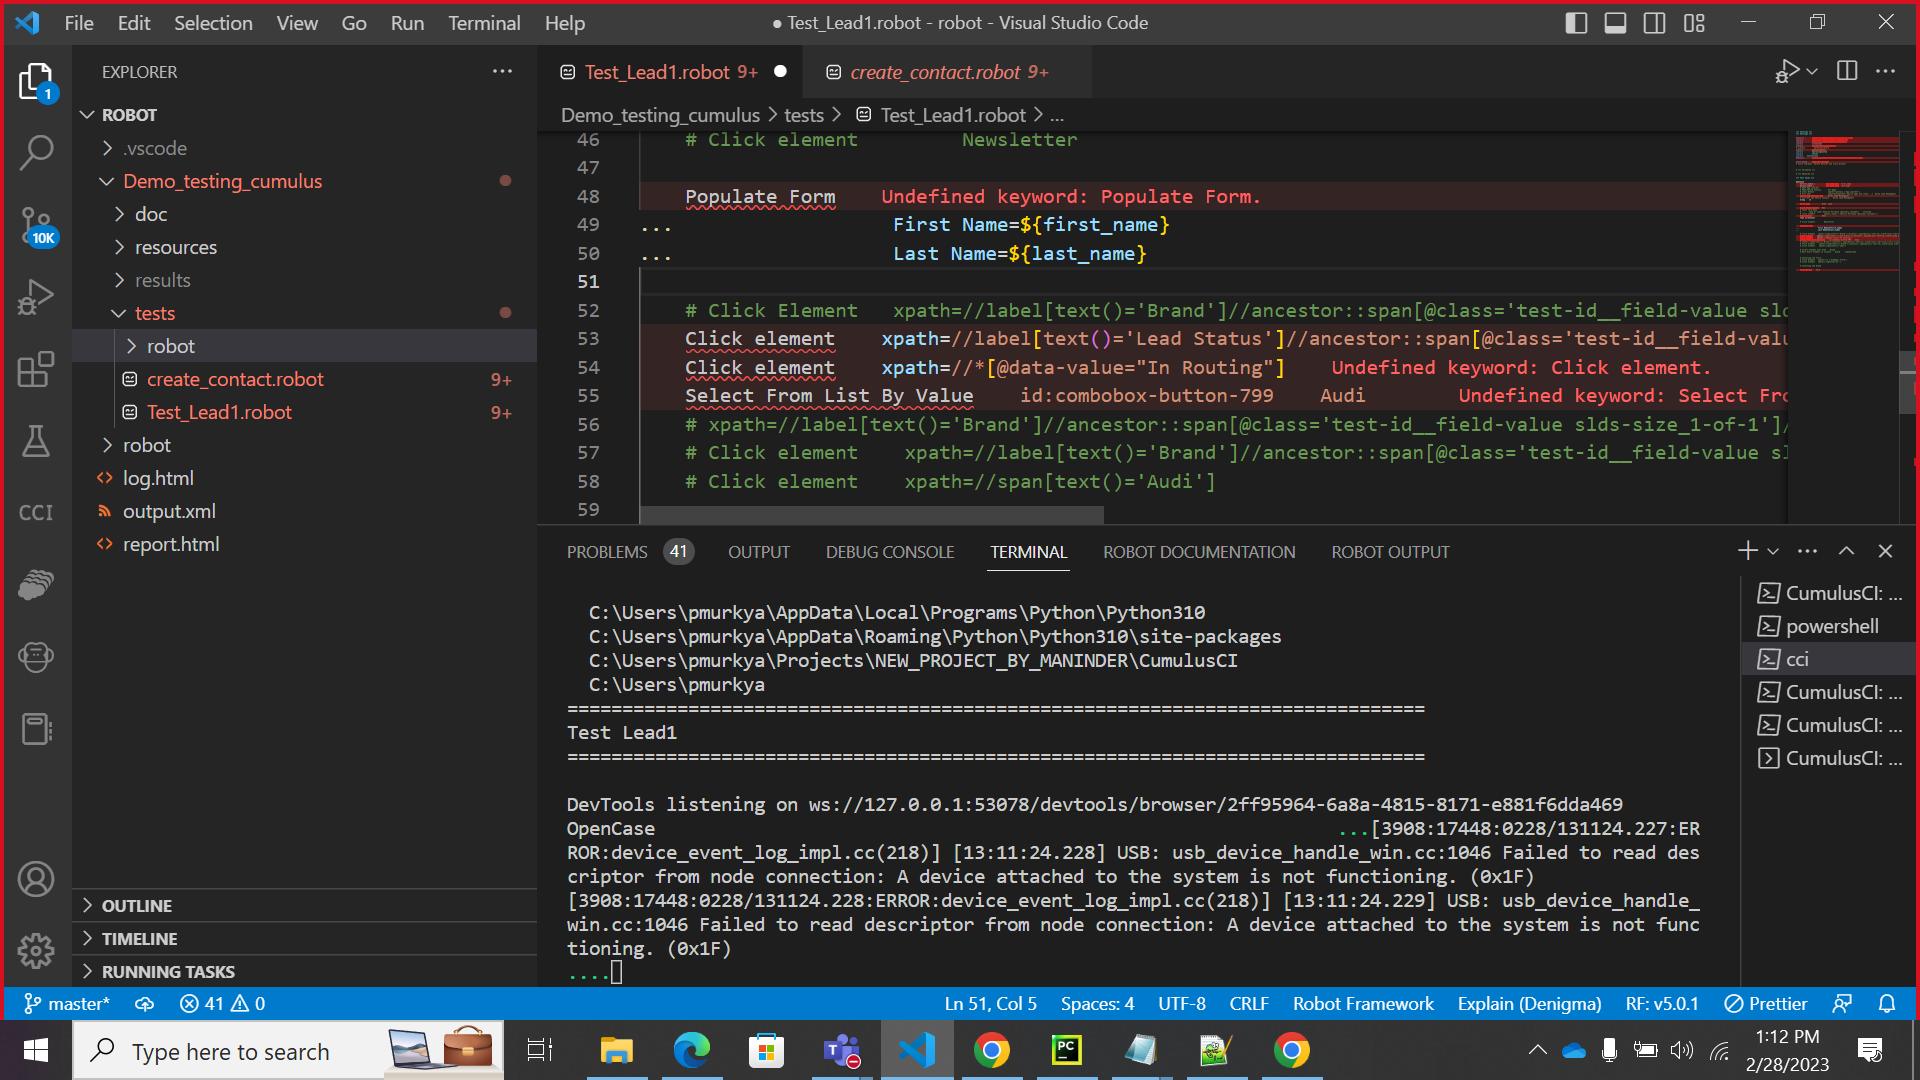 File Edit Selection View Go Run Terminal Help
● Test_Lead1.robot - robot - Visual Studio Code
EXPLORER
ROBOT
.vscode
Demo_testing_cumulus
doc
resources
results
tests
robot
create_contact.robot 9+
Test_Lead1.robot 9+
robot
log.html
output.xml
report.html
OUTLINE
TIMELINE
RUNNING TASKS
1
10K
CCI
Test_Lead1.robot 9+
create_contact.robot 9+
Demo_testing_cumulus > tests > Test_Lead1.robot > ...
46 # Click element Newsletter
47
48 Populate Form Undefined keyword: Populate Form.
49 ... First Name=${first_name}
50 ... Last Name=${last_name}
51
52 # Click Element xpath=//label[text()='Brand']//ancestor::span[@class='test-id__field-value
53 Click element xpath=//label[text()='Lead Status']//ancestor::span[@class='test-id__field-valu
54 Click element xpath=//*[@data-value="In Routing"] Undefined keyword: Click element.
55 Select From List By Value id:combobox-button-799 Audi Undefined keyword: Select Fro
56 # xpath=//label[text()='Brand']//ancestor::span[@class='test-id__field-value slds-size_1-of-1']/
57 # Click element xpath=//label[text()='Brand']//ancestor::span[@class='test-id__field-value
58 # Click element xpath=//span[text()='Audi']
59
PROBLEMS 41 OUTPUT DEBUG CONSOLE TERMINAL ROBOT DOCUMENTATION ROBOT OUTPUT
C:\Users\pmurkya\AppData\Local\Programs\Python\Python310
C:\Users\pmurkya\AppData\Roaming\Python\Python310\site-packages
C:\Users\pmurkya\Projects\NEW_PROJECT_BY_MANINDER\CumulusCI
C:\Users\pmurkya
==============================================================================
Test Lead1
==============================================================================
DevTools listening on ws://127.0.0.1:53078/devtools/browser/2ff95964-6a8a-4815-8171-e881f6dda469
OpenCase ...[3908:17448:0228/131124.227:ER
ROR:device_event_log_impl.cc(218)] [13:11:24.228] USB: usb_device_handle_win.cc:1046 Failed to read des
criptor from node connection: A device attached to the system is not functioning. (0x1F)
[3908:17448:0228/131124.228:ERROR:device_event_log_impl.cc(218)] [13:11:24.229] USB: usb_device_handle_
win.cc:1046 Failed to read descriptor from node connection: A device attached to the system is not func
tioning. (0x1F)
....
CumulusCI: ...
powershell
cci
CumulusCI: ...
CumulusCI: ...
CumulusCI: ...
master* 41 0 Ln 51, Col 5 Spaces: 4 UTF-8 CRLF Robot Framework Explain (Denigma) RF: v5.0.1 Prettier
Type here to search
1:12 PM
2/28/2023